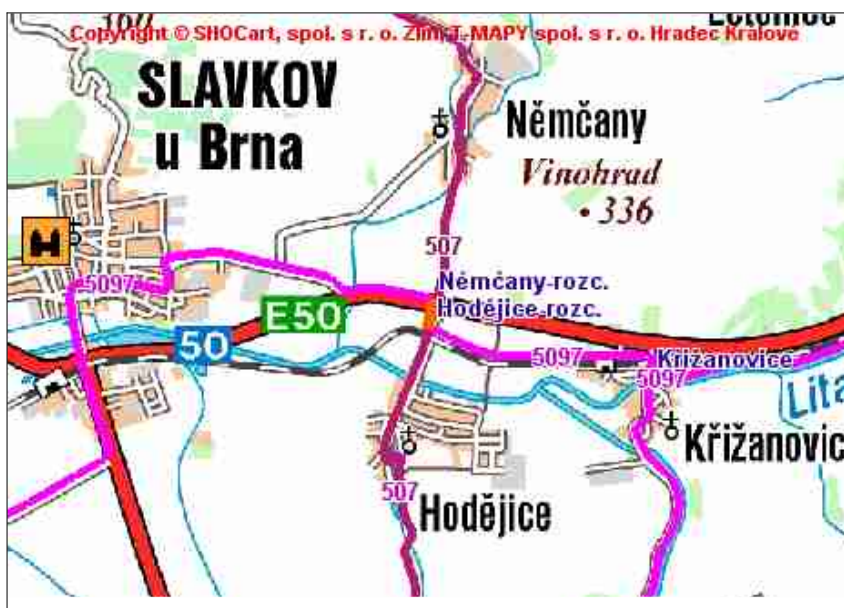 Copyright © SHOCart, spol. s r. o. Zlín, T-MAPY spol. s r. o. Hradec Králové
SLAVKOV
u Brna
Němčany
Vinohrad
336
507
5097
Němčany-rozc.
Hodějice-rozc.
E50
50
5097
Křižanovice
5097
Lita
Křižanovic
507
Hodějice